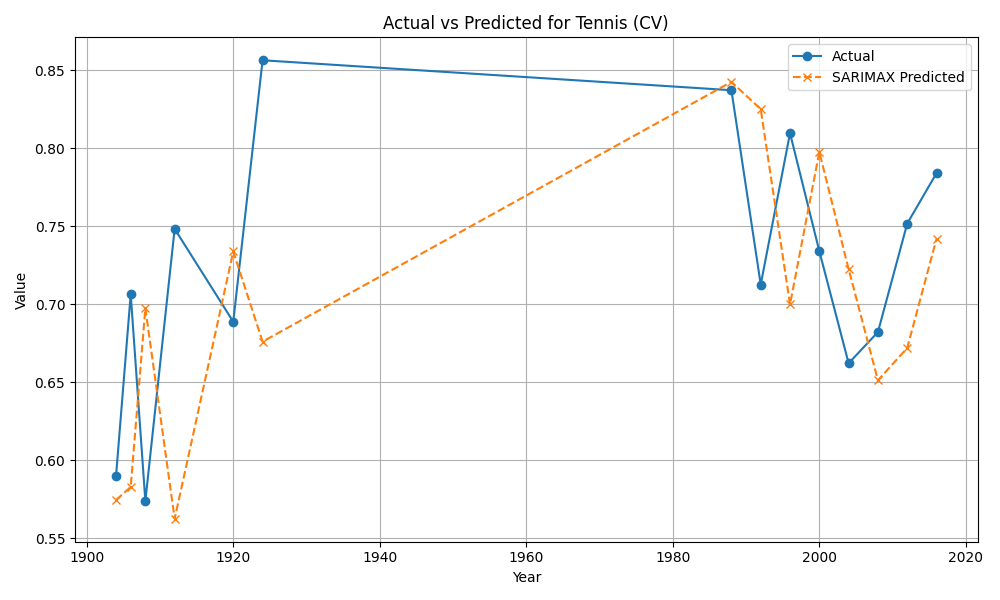 Actual vs Predicted for Tennis (CV)
Actual
SARIMAX Predicted
0.85
0.80
0.75
0.70
0.65
0.60
0.55
Value
1900
1920
1940
1960
1980
2000
2020
Year